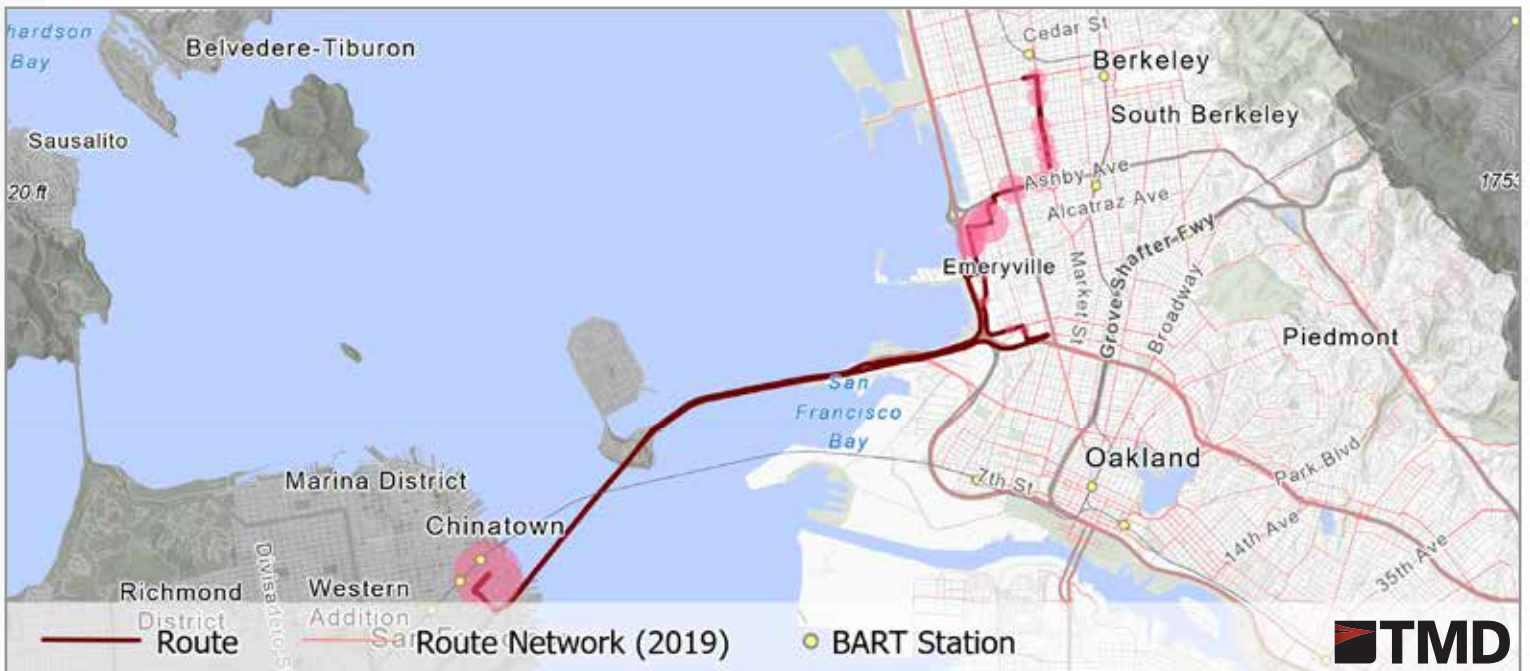 hardson
Bay
Belvedere-Tiburon
Cedar St
Berkeley
South Berkeley
Sausalito
20 ft
Ashby Ave
1753
Alcatraz Ave
Emeryville
Market St
Grove-Shafter-Fwy
Broadway
Piedmont
San
Francisco
Bay
Oakland
Marina District
7th St
Park Blvd
Chinatown
14th Ave
35th Ave
Divisadero S
Richmond
District
Western
Addition
Route
Route Network (2019)
BART Station
TMD